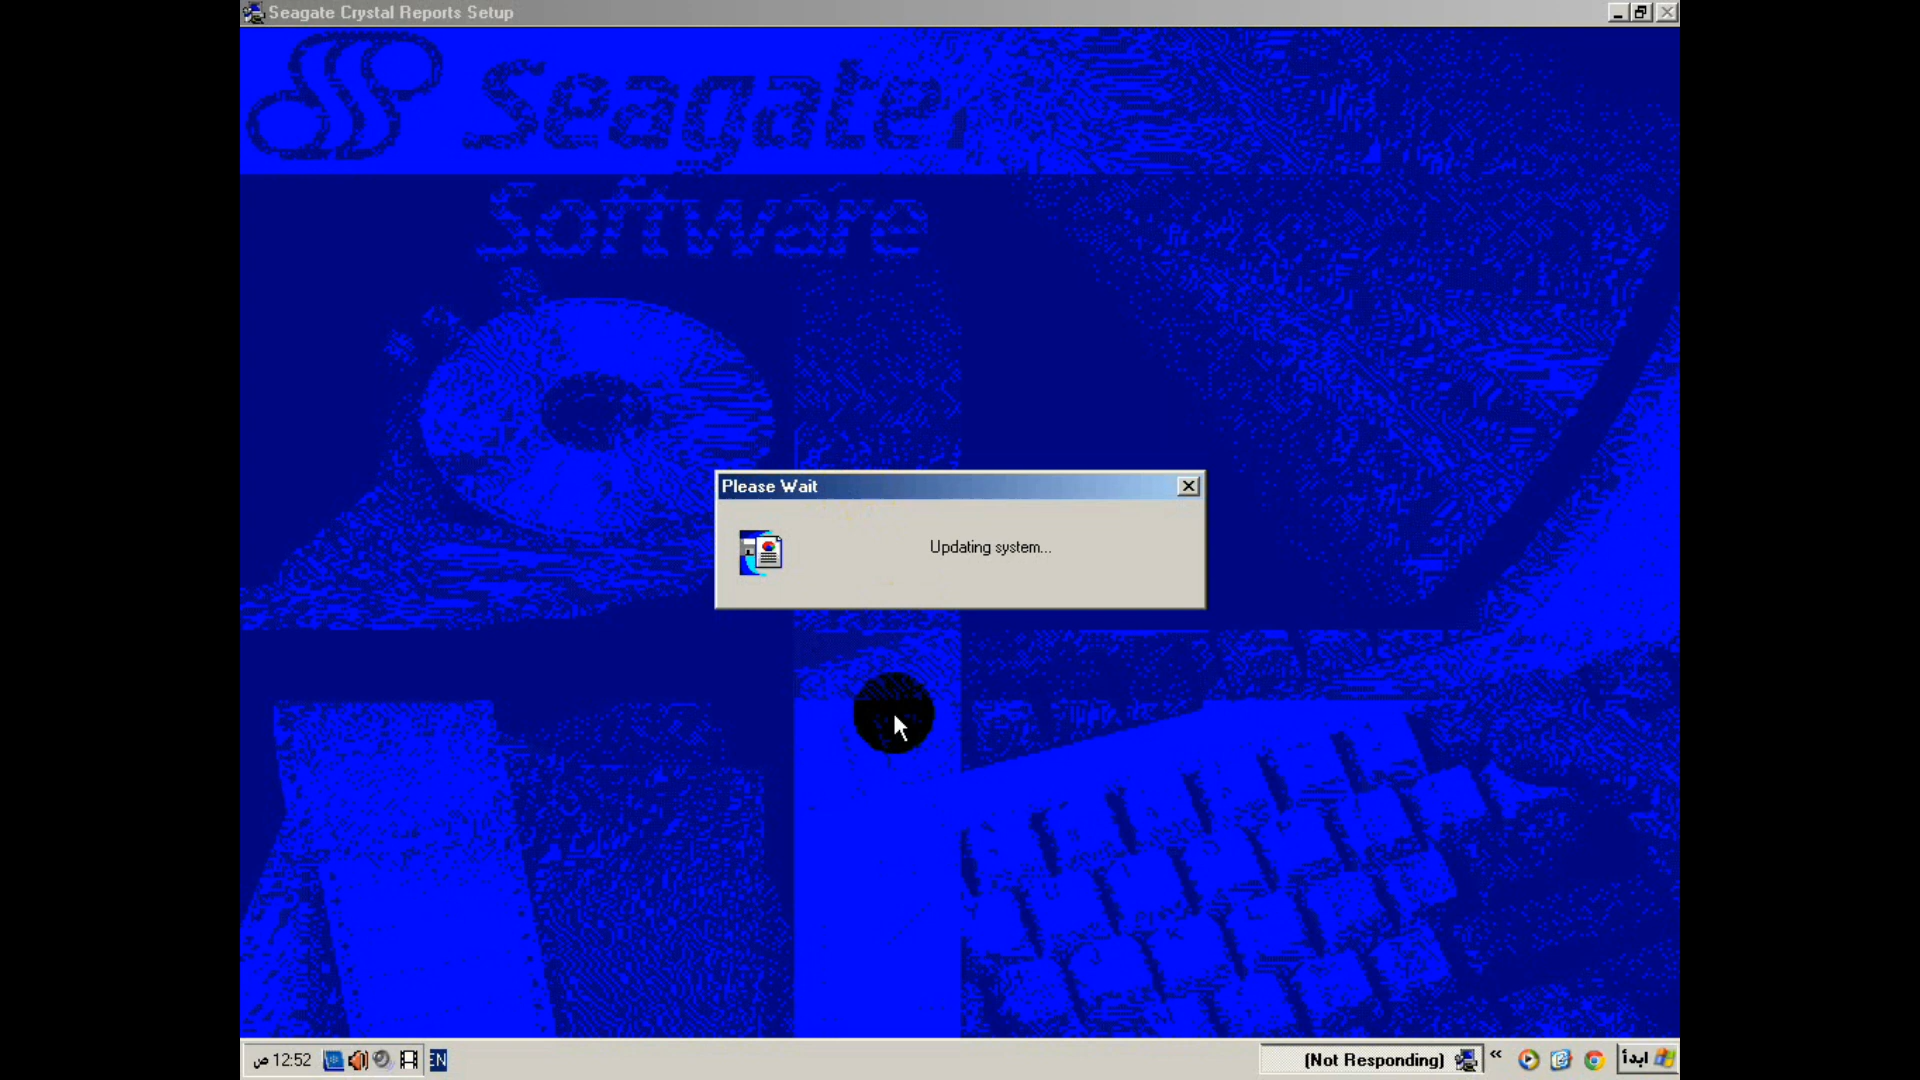 Seagate Crystal Reports Setup
Seagate
Software
Please Wait
Updating system...
12:52 ص
EN
(Not Responding)
«
ابدأ